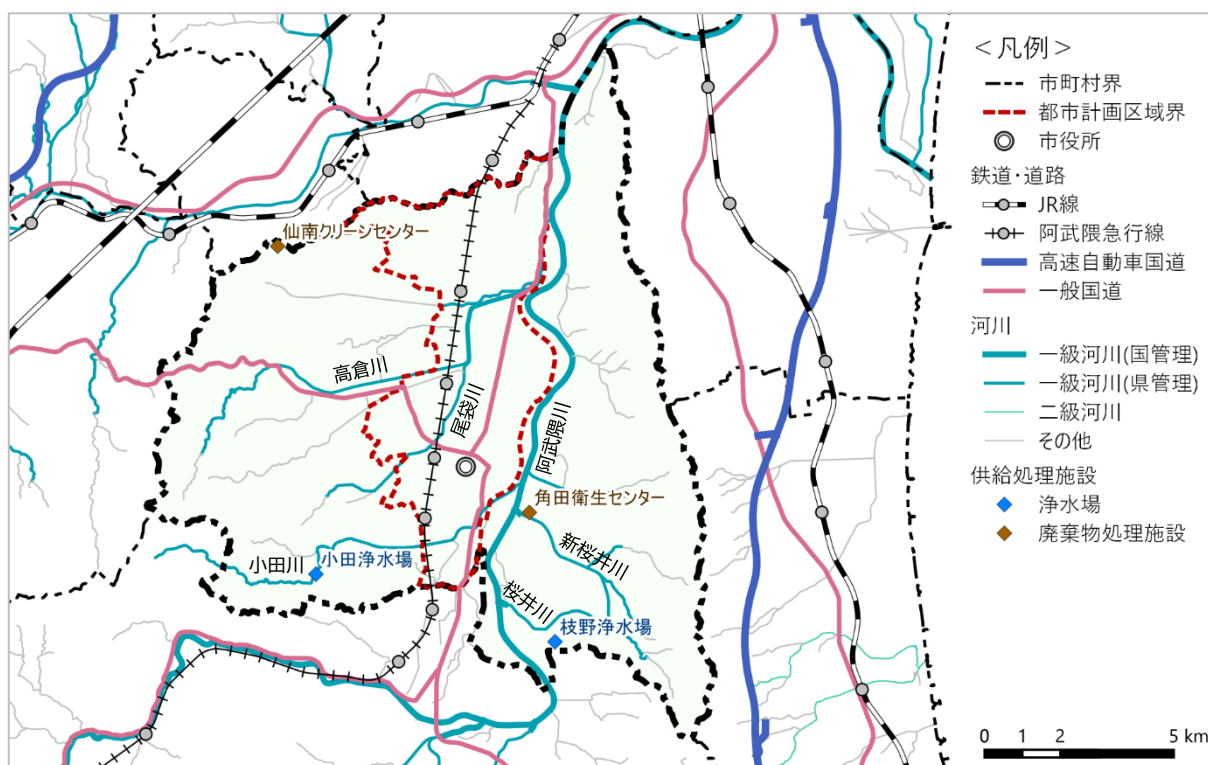 仙南クリーンセンター
高倉川
尾袋川
阿武隈川
角田衛生センター
新桜井川
小田川
小田浄水場
桜井川
枝野浄水場
＜凡例＞
市町村界
都市計画区域界
市役所
鉄道・道路
JR線
阿武隈急行線
高速自動車国道
一般国道
河川
一級河川(国管理)
一級河川(県管理)
二級河川
その他
供給処理施設
浄水場
廃棄物処理施設
0 1 2 5 km